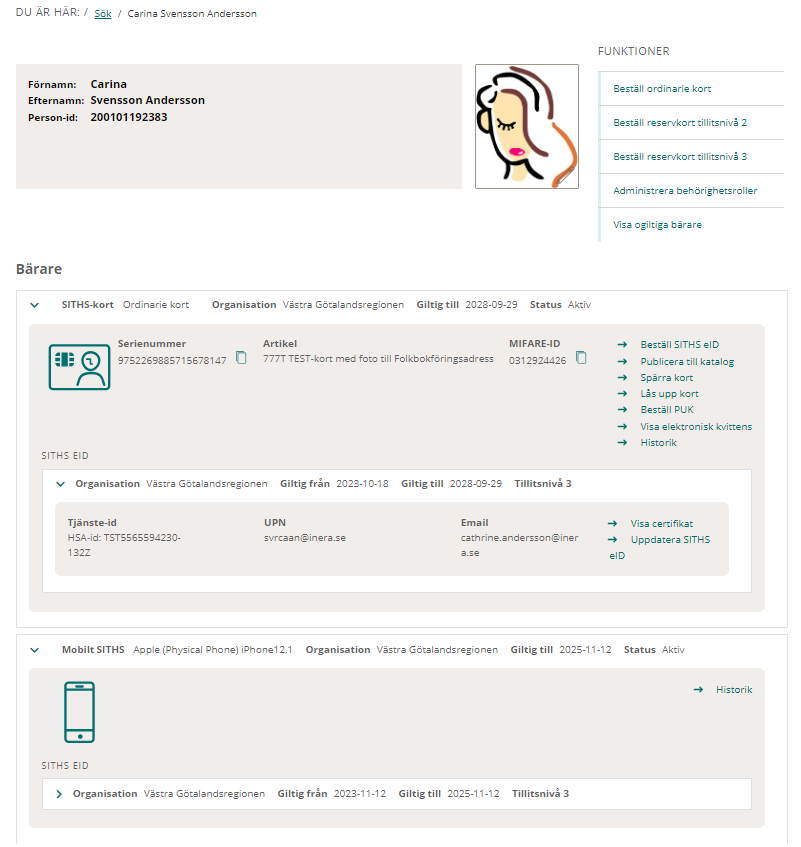 DU ÄR HÄR: / Sök / Carina Svensson Andersson
FUNKTIONER
Förnamn: Carina
Efternamn: Svensson Andersson
Person-id: 200101192383
Beställ ordinarie kort
Beställ reservkort tillitsnivå 2
Beställ reservkort tillitsnivå 3
Administrera behörighetsroller
Visa ogiltiga bärare
Bärare
SITHS-kort Ordinarie kort Organisation Västra Götalandsregionen Giltig till 2028-09-29 Status Aktiv
Serienummer
9752269885715678147
Artikel
777T TEST-kort med foto till Folkbokföringsadress
MIFARE-ID
0312924426
Beställ SITHS eID
Publicera till katalog
Spärra kort
Lås upp kort
Beställ PUK
Visa elektronisk kvittens
Historik
SITHS EID
Organisation Västra Götalandsregionen Giltig från 2023-10-18 Giltig till 2028-09-29 Tillitsnivå 3
Tjänste-id
HSA-id: TST5565594230-
132Z
UPN
svrcaan@inera.se
Email
cathrine.andersson@iner
a.se
Visa certifikat
Uppdatera SITHS
eID
Mobilt SITHS Apple (Physical Phone) iPhone12,1 Organisation Västra Götalandsregionen Giltig till 2025-11-12 Status Aktiv
Historik
SITHS EID
Organisation Västra Götalandsregionen Giltig från 2023-11-12 Giltig till 2025-11-12 Tillitsnivå 3